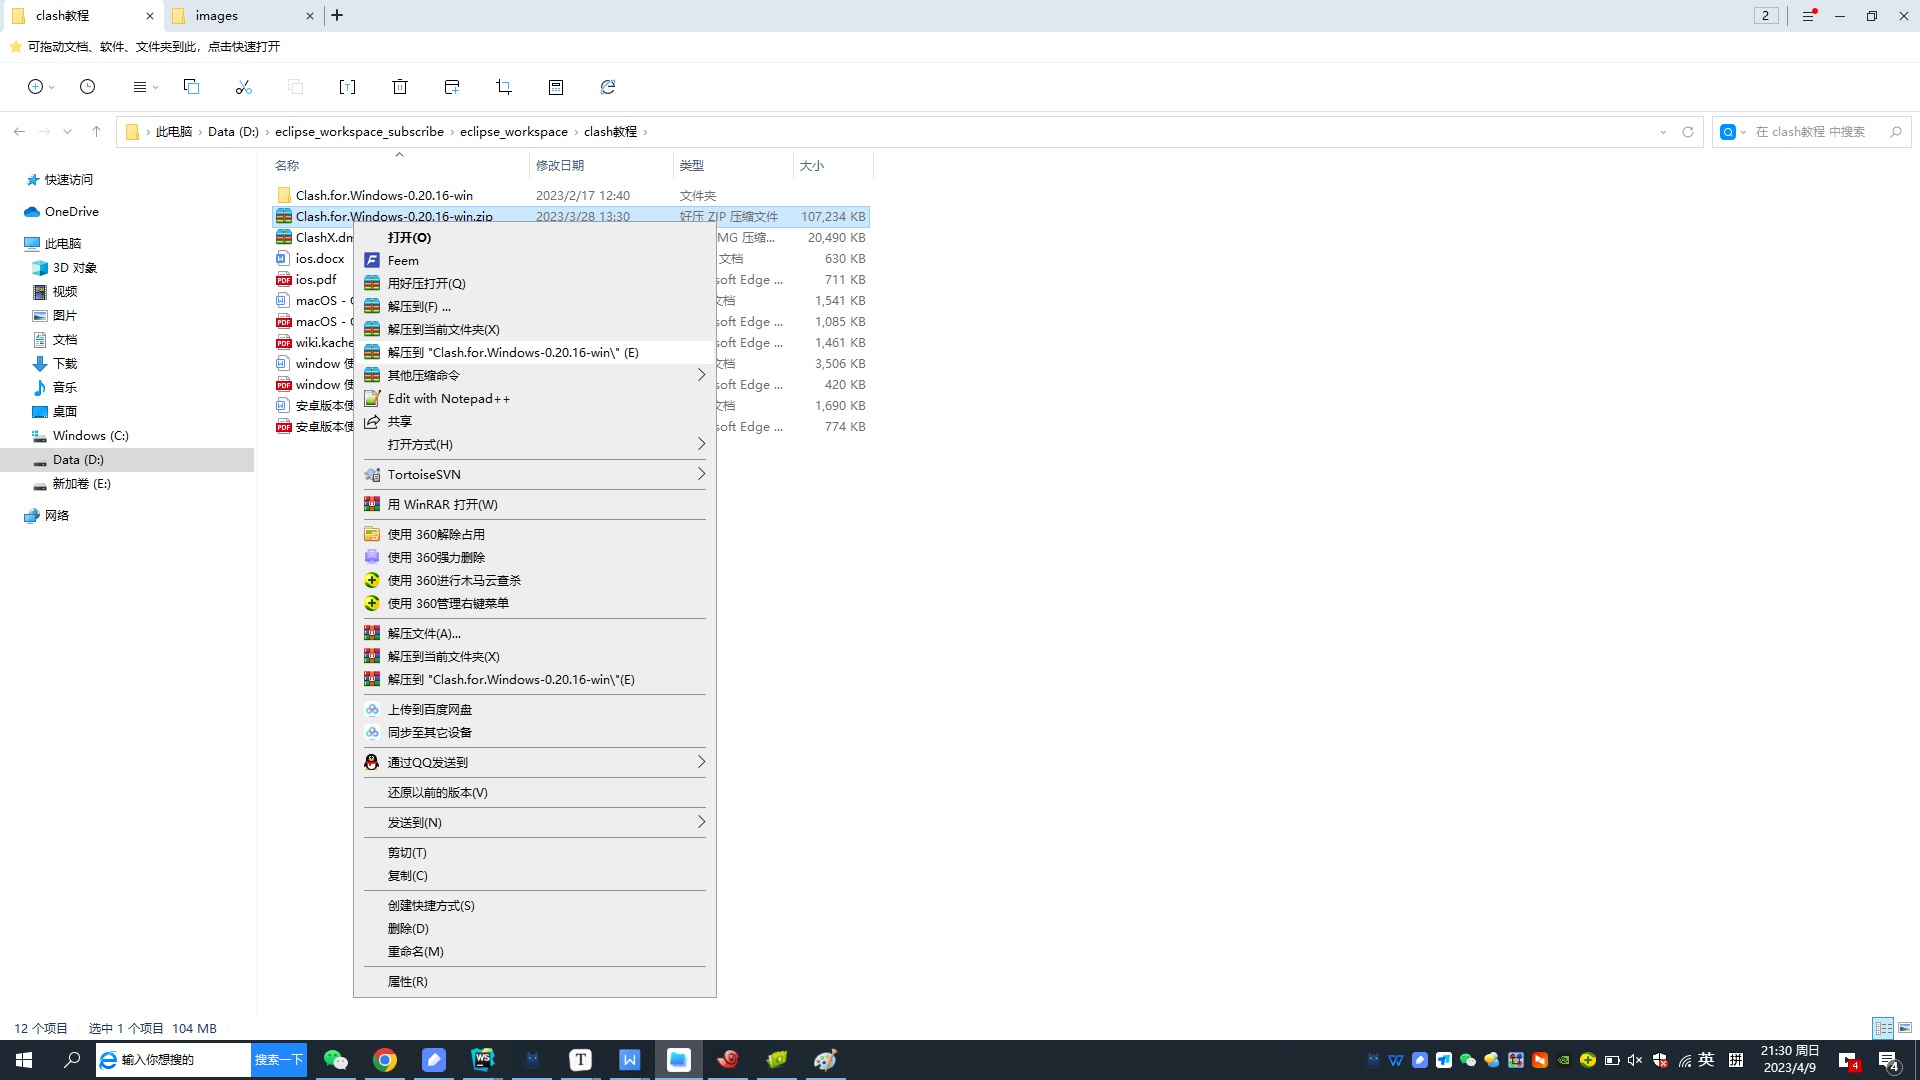 clash教程
images
2
可拖动文档、软件、文件夹到此，点击快速打开
此电脑 › Data (D:) › eclipse_workspace_subscribe › eclipse_workspace › clash教程 ›
在 clash教程 中搜索
名称 修改日期 类型 大小
快速访问
OneDrive
此电脑
3D 对象
视频
图片
文档
下载
音乐
桌面
Windows (C:)
Data (D:)
新加卷 (E:)
网络
Clash.for.Windows-0.20.16-win 2023/2/17 12:40 文件夹
Clash.for.Windows-0.20.16-win.zip 2023/3/28 13:30 好压 ZIP 压缩文件 107,234 KB
ClashX.dm MG 压缩... 20,490 KB
ios.docx 文档 630 KB
ios.pdf soft Edge ... 711 KB
macOS - 文档 1,541 KB
macOS - soft Edge ... 1,085 KB
wiki.kache soft Edge ... 1,461 KB
window 使 文档 3,506 KB
window 使 soft Edge ... 420 KB
安卓版本使 文档 1,690 KB
安卓版本使 soft Edge ... 774 KB
打开(O)
Feem
用好压打开(Q)
解压到(F) ...
解压到当前文件夹(X)
解压到 "Clash.for.Windows-0.20.16-win\" (E)
其他压缩命令
Edit with Notepad++
共享
打开方式(H)
TortoiseSVN
用 WinRAR 打开(W)
使用 360解除占用
使用 360强力删除
使用 360进行木马云查杀
使用 360管理右键菜单
解压文件(A)...
解压到当前文件夹(X)
解压到 "Clash.for.Windows-0.20.16-win\"(E)
上传到百度网盘
同步至其它设备
通过QQ发送到
还原以前的版本(V)
发送到(N)
剪切(T)
复制(C)
创建快捷方式(S)
删除(D)
重命名(M)
属性(R)
12 个项目 选中 1 个项目 104 MB
输入你想搜的 搜索一下
英 拼
21:30 周日
2023/4/9
4
4